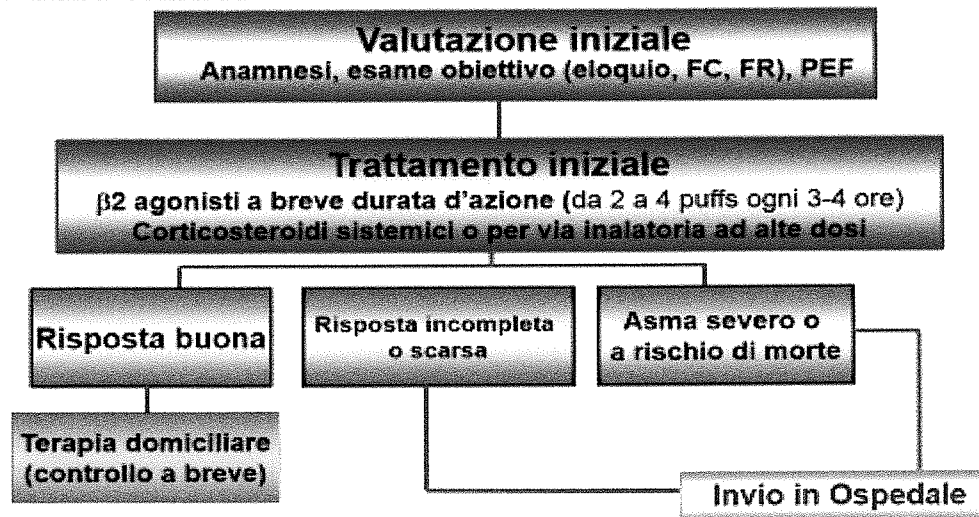 Valutazione iniziale
Anamnesi, esame obiettivo (eloquio, FC, FR), PEF
Trattamento iniziale
β2 agonisti a breve durata d'azione (da 2 a 4 puffs ogni 3-4 ore)
Corticosteroidi sistemici o per via inalatoria ad alte dosi
Risposta buona
Risposta incompleta
o scarsa
Asma severo o
a rischio di morte
Terapia domiciliare
(controllo a breve)
Invio in Ospedale